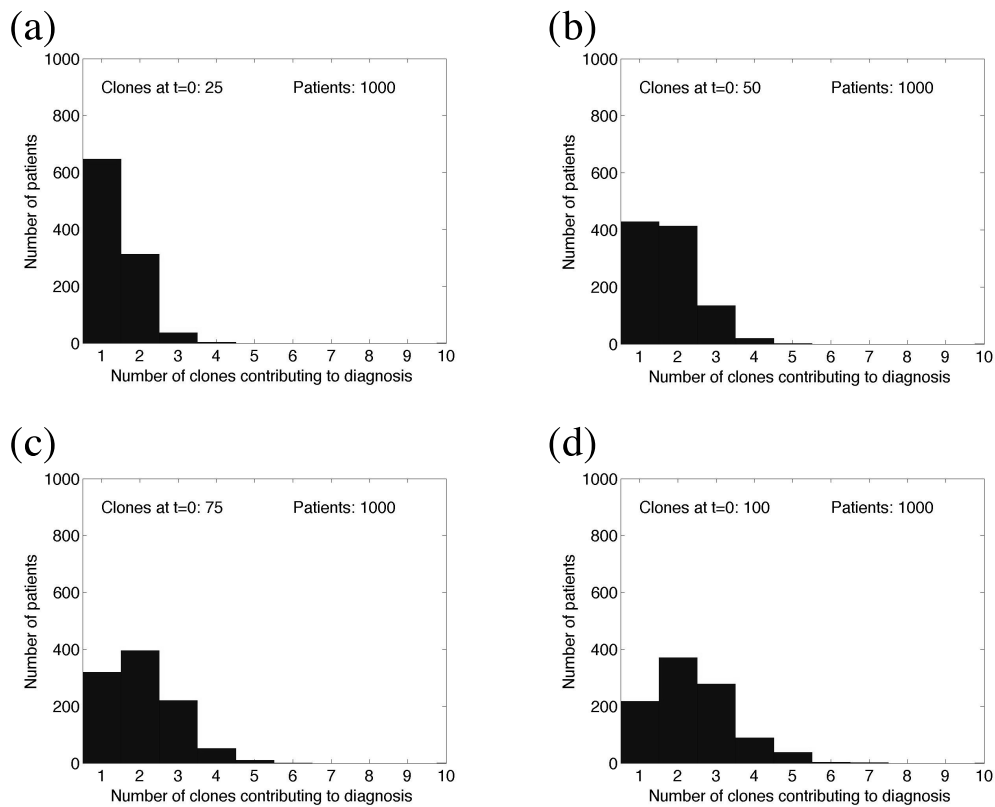 (a)
1000
Clones at t=0: 25 Patients: 1000
800
600
400
200
0
Number of patients
1 2 3 4 5 6 7 8 9 10
Number of clones contributing to diagnosis
(b)
1000
Clones at t=0: 50 Patients: 1000
800
600
400
200
0
Number of patients
1 2 3 4 5 6 7 8 9 10
Number of clones contributing to diagnosis
(c)
1000
Clones at t=0: 75 Patients: 1000
800
600
400
200
0
Number of patients
1 2 3 4 5 6 7 8 9 10
Number of clones contributing to diagnosis
(d)
1000
Clones at t=0: 100 Patients: 1000
800
600
400
200
0
Number of patients
1 2 3 4 5 6 7 8 9 10
Number of clones contributing to diagnosis